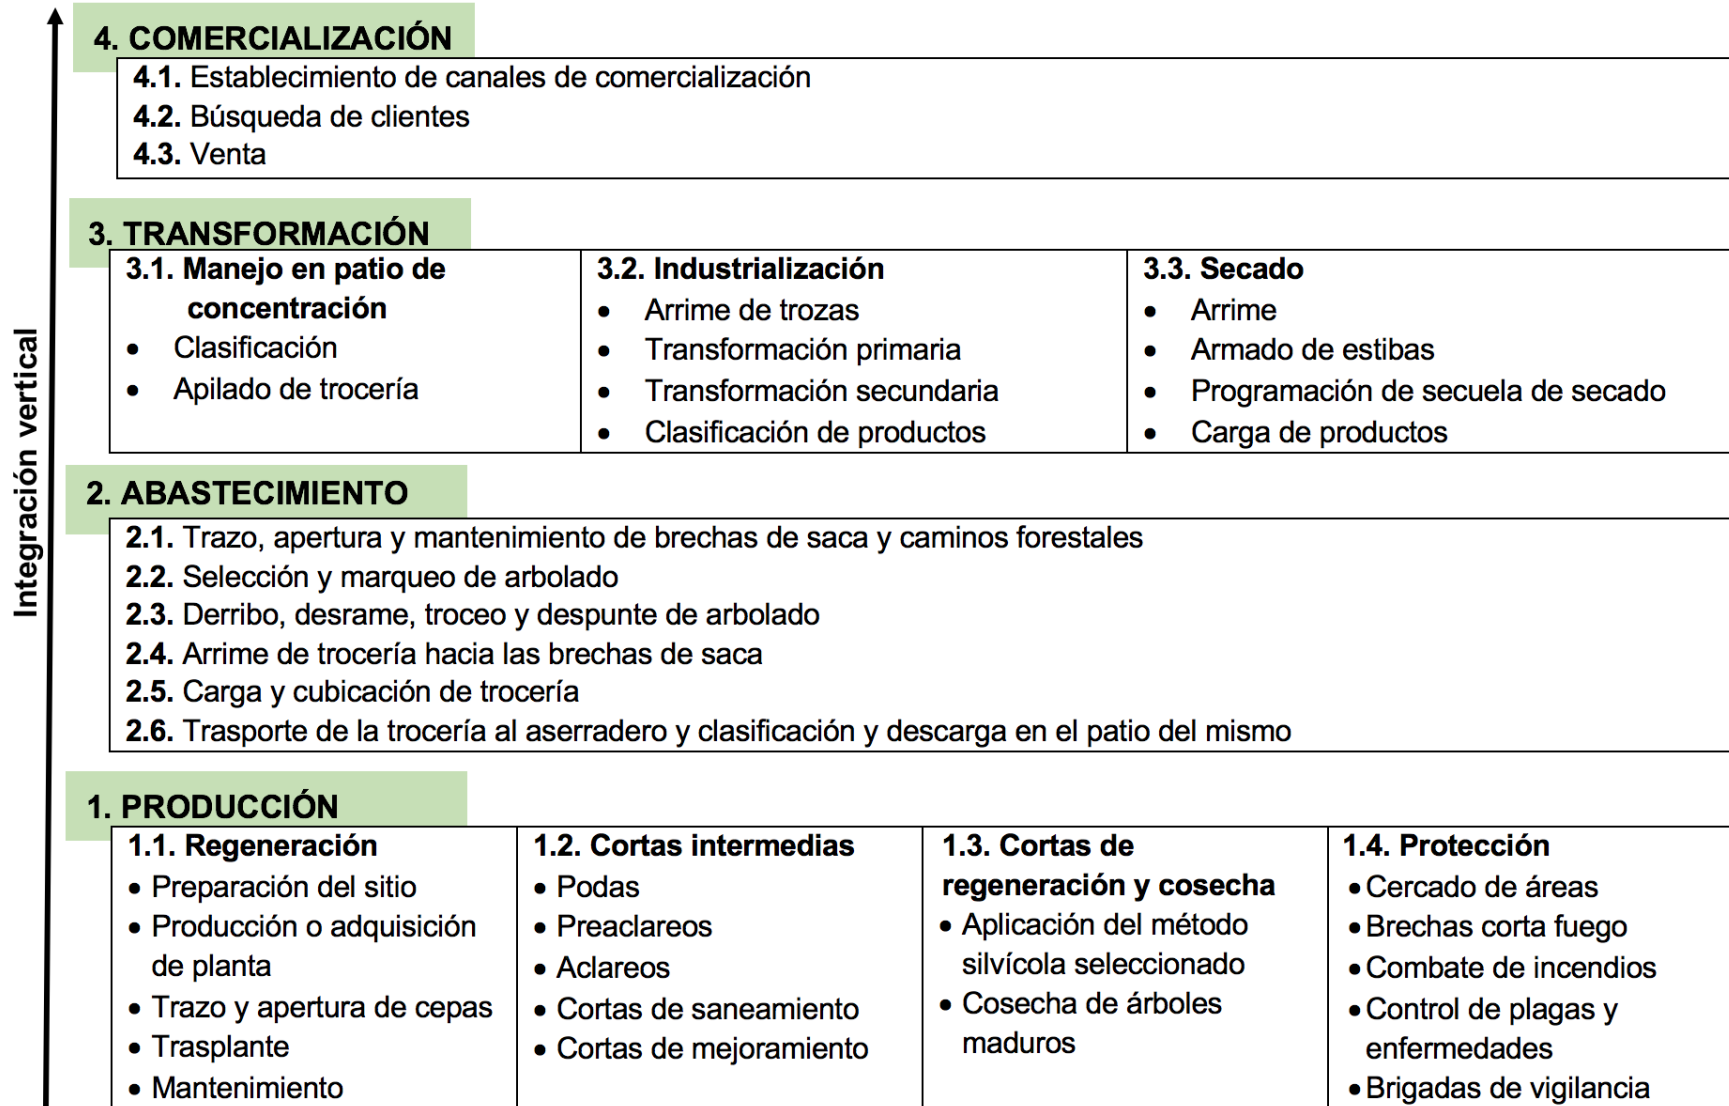 4. COMERCIALIZACIÓN
4.1. Establecimiento de canales de comercialización
4.2. Búsqueda de clientes
4.3. Venta
3. TRANSFORMACIÓN
3.1. Manejo en patio de
concentración
• Clasificación
• Apilado de trocería
3.2. Industrialización
• Arrime de trozas
• Transformación primaria
• Transformación secundaria
• Clasificación de productos
3.3. Secado
• Arrime
• Armado de estibas
• Programación de secuela de secado
• Carga de productos
Integración vertical
2. ABASTECIMIENTO
2.1. Trazo, apertura y mantenimiento de brechas de saca y caminos forestales
2.2. Selección y marqueo de arbolado
2.3. Derribo, desrame, troceo y despunte de arbolado
2.4. Arrime de trocería hacia las brechas de saca
2.5. Carga y cubicación de trocería
2.6. Trasporte de la trocería al aserradero y clasificación y descarga en el patio del mismo
1. PRODUCCIÓN
1.1. Regeneración
• Preparación del sitio
• Producción o adquisición
de planta
• Trazo y apertura de cepas
• Trasplante
• Mantenimiento
1.2. Cortas intermedias
• Podas
• Preaclareos
• Aclareos
• Cortas de saneamiento
• Cortas de mejoramiento
1.3. Cortas de
regeneración y cosecha
• Aplicación del método
silvícola seleccionado
• Cosecha de árboles
maduros
1.4. Protección
• Cercado de áreas
• Brechas corta fuego
• Combate de incendios
• Control de plagas y
enfermedades
• Brigadas de vigilancia